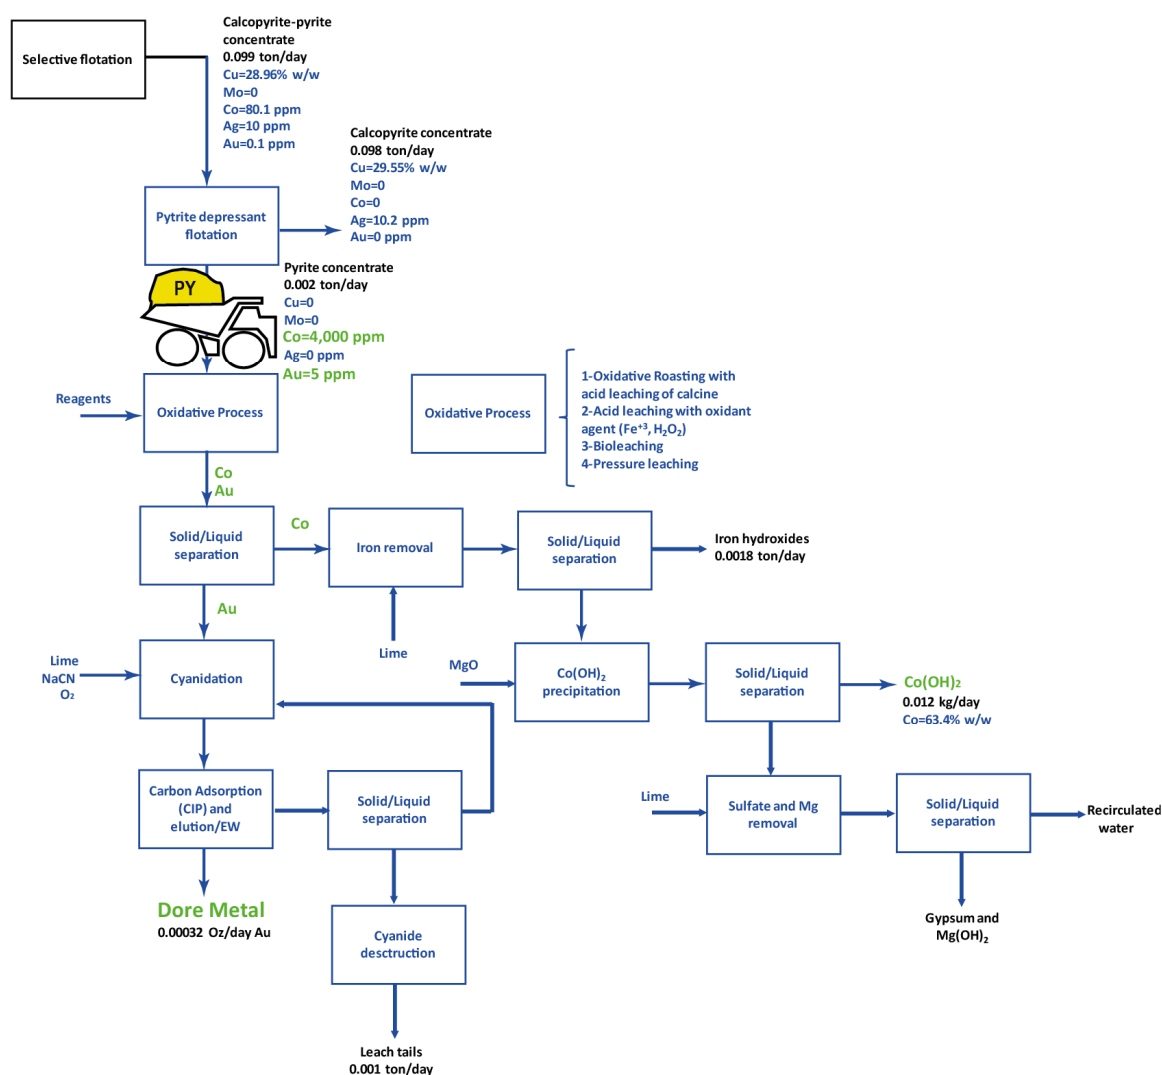 Selective flotation
Calcopyrite-pyrite
concentrate
0.099 ton/day
Cu=28.96% w/w
Mo=0
Co=80.1 ppm
Ag=10 ppm
Au=0.1 ppm
Calcopyrite concentrate
0.098 ton/day
Cu=29.55% w/w
Mo=0
Co=0
Ag=10.2 ppm
Au=0 ppm
Pytrite depressant
flotation
PY
Pyrite concentrate
0.002 ton/day
Cu=0
Mo=0
Co=4,000 ppm
Ag=0 ppm
Au=5 ppm
Reagents
Oxidative Process
Oxidative Process
1-Oxidative Roasting with
acid leaching of calcine
2-Acid leaching with oxidant
agent (Fe⁺³, H₂O₂)
3-Bioleaching
4-Pressure leaching
Co
Au
Solid/Liquid
separation
Co
Iron removal
Solid/Liquid
separation
Iron hydroxides
0.0018 ton/day
Au
Lime
Lime
NaCN
O₂
Cyanidation
MgO
Co(OH)₂
precipitation
Solid/Liquid
separation
Co(OH)₂
0.012 kg/day
Co=63.4% w/w
Carbon Adsorption
(CIP) and
elution/EW
Solid/Liquid
separation
Lime
Sulfate and Mg
removal
Solid/Liquid
separation
Recirculated
water
Dore Metal
0.00032 Oz/day Au
Cyanide
desctruction
Gypsum and
Mg(OH)₂
Leach tails
0.001 ton/day